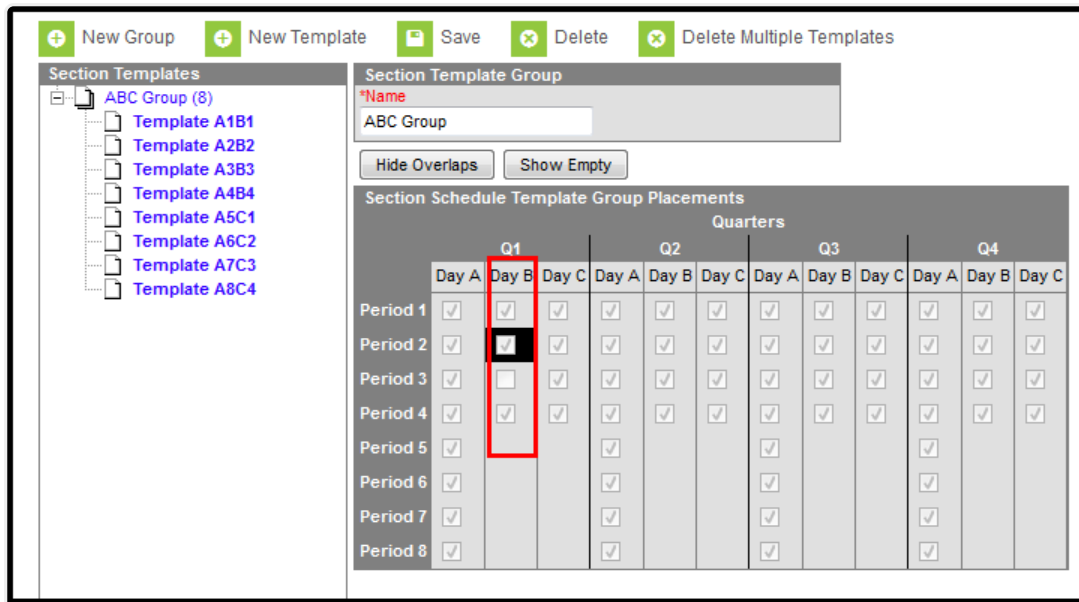 New Group New Template Save Delete Delete Multiple Templates
Section Templates
ABC Group (8)
Template A1B1
Template A2B2
Template A3B3
Template A4B4
Template A5C1
Template A6C2
Template A7C3
Template A8C4
Section Template Group
*Name
ABC Group
Hide Overlaps Show Empty
Section Schedule Template Group Placements
Quarters
Q1 Q2 Q3 Q4
Day A Day B Day C Day A Day B Day C Day A Day B Day C Day A Day B Day C
Period 1
Period 2
Period 3
Period 4
Period 5
Period 6
Period 7
Period 8